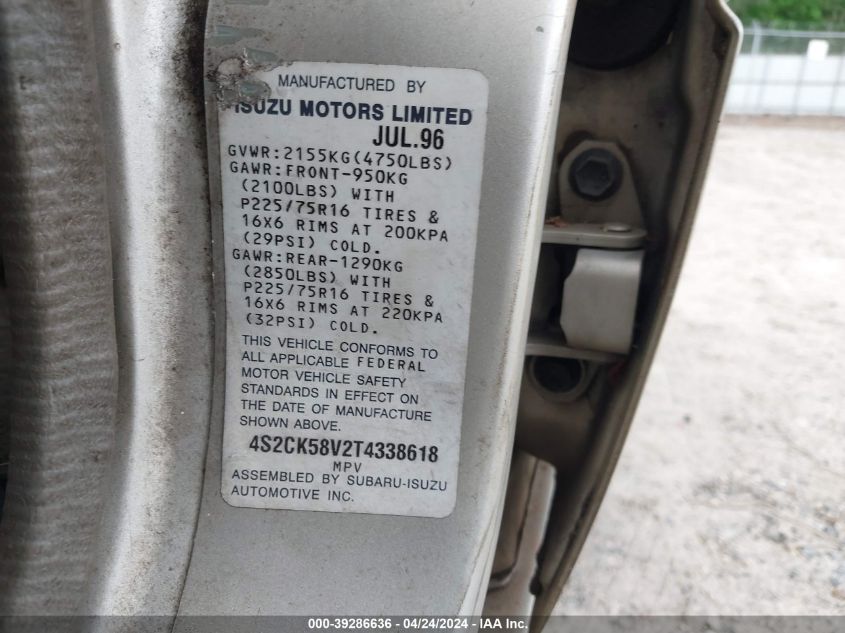 MANUFACTURED BY
ISUZU MOTORS LIMITED
JUL.96
GVWR:2155KG(4750LBS)
GAWR:FRONT-950KG
(2100LBS) WITH
P225/75R16 TIRES &
16X6 RIMS AT 200KPA
(29PSI) COLD.
GAWR:REAR-1290KG
(2850LBS) WITH
P225/75R16 TIRES &
16X6 RIMS AT 220KPA
(32PSI) COLD.
THIS VEHICLE CONFORMS TO
ALL APPLICABLE FEDERAL
MOTOR VEHICLE SAFETY
STANDARDS IN EFFECT ON
THE DATE OF MANUFACTURE
SHOWN ABOVE.
4S2CK58V2T4338618
MPV
ASSEMBLED BY SUBARU-ISUZU
AUTOMOTIVE INC.
000-39286636 - 04/24/2024 - IAA Inc.